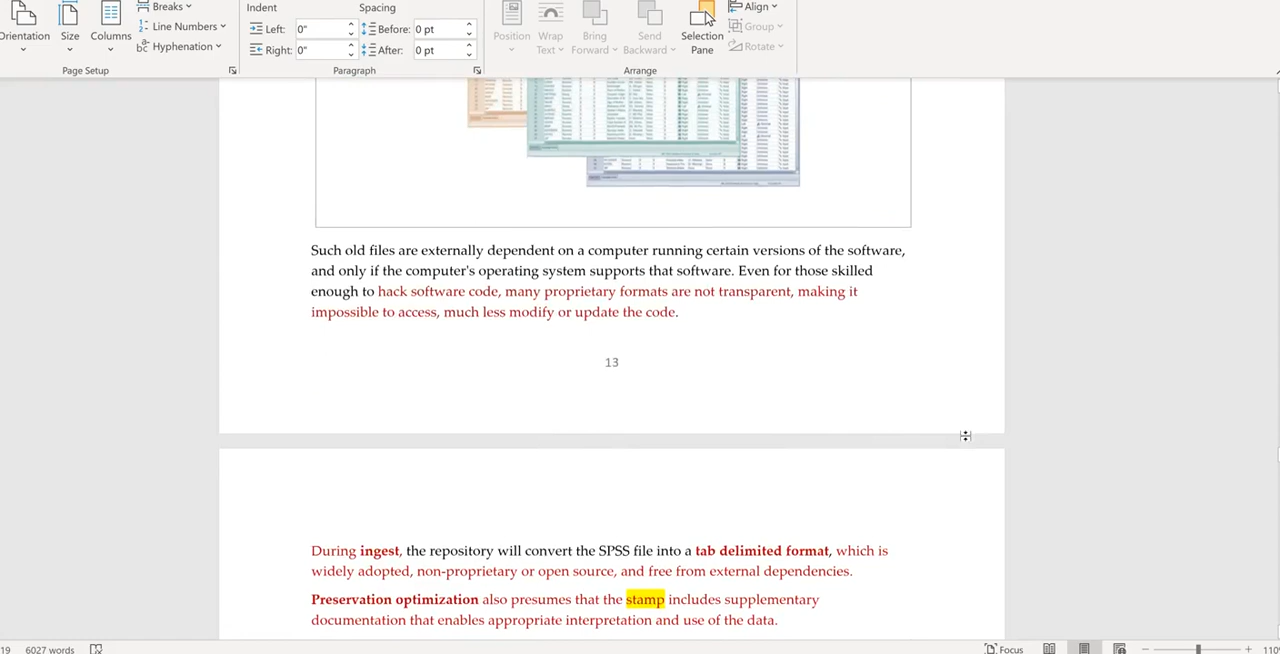 Breaks
Indent
Spacing
Line Numbers
Left: 0"
Before: 0 pt
Orientation
Size
Columns
Hyphenation
Right: 0"
After: 0 pt
Position
Wrap Text
Bring Forward
Send Backward
Selection Pane
Align
Group
Rotate
Page Setup
Paragraph
Arrange
Such old files are externally dependent on a computer running certain versions of the software,
and only if the computer's operating system supports that software. Even for those skilled
enough to hack software code, many proprietary formats are not transparent, making it
impossible to access, much less modify or update the code.
13
During ingest, the repository will convert the SPSS file into a tab delimited format, which is
widely adopted, non-proprietary or open source, and free from external dependencies.
Preservation optimization also presumes that the stamp includes supplementary
documentation that enables appropriate interpretation and use of the data.
19 6027 words
Focus